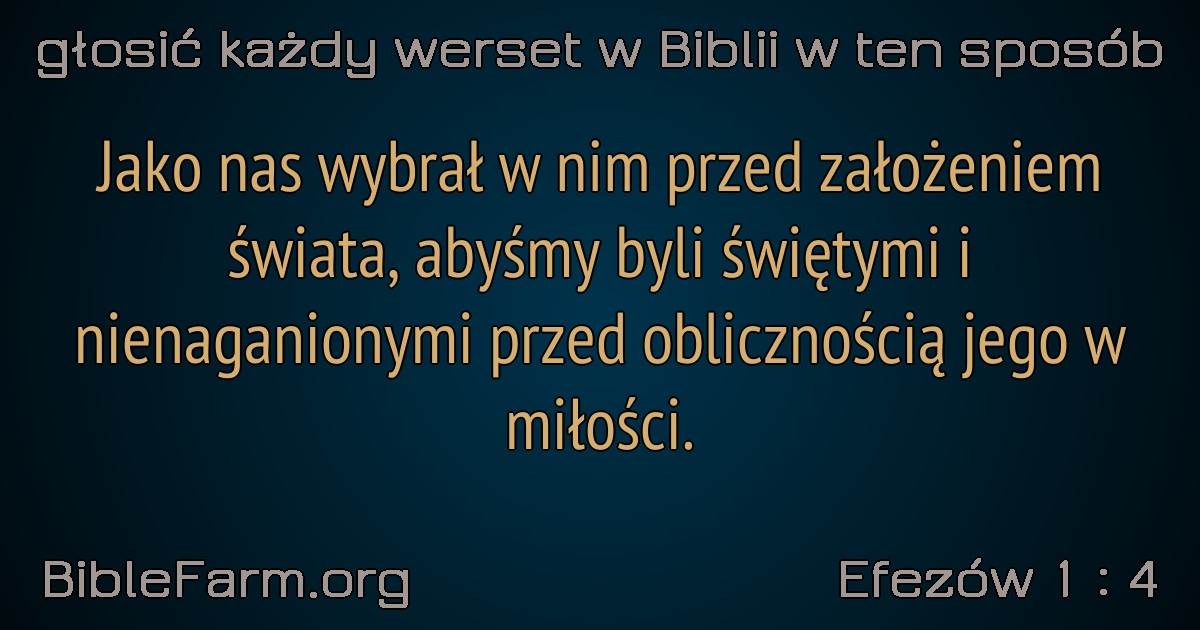 głosić każdy werset w Biblii w ten sposób
Jako nas wybrał w nim przed założeniem
świata, abyśmy byli świętymi i
nienaganionymi przed oblicznością jego w
miłości.
BibleFarm.org
Efezów 1 : 4